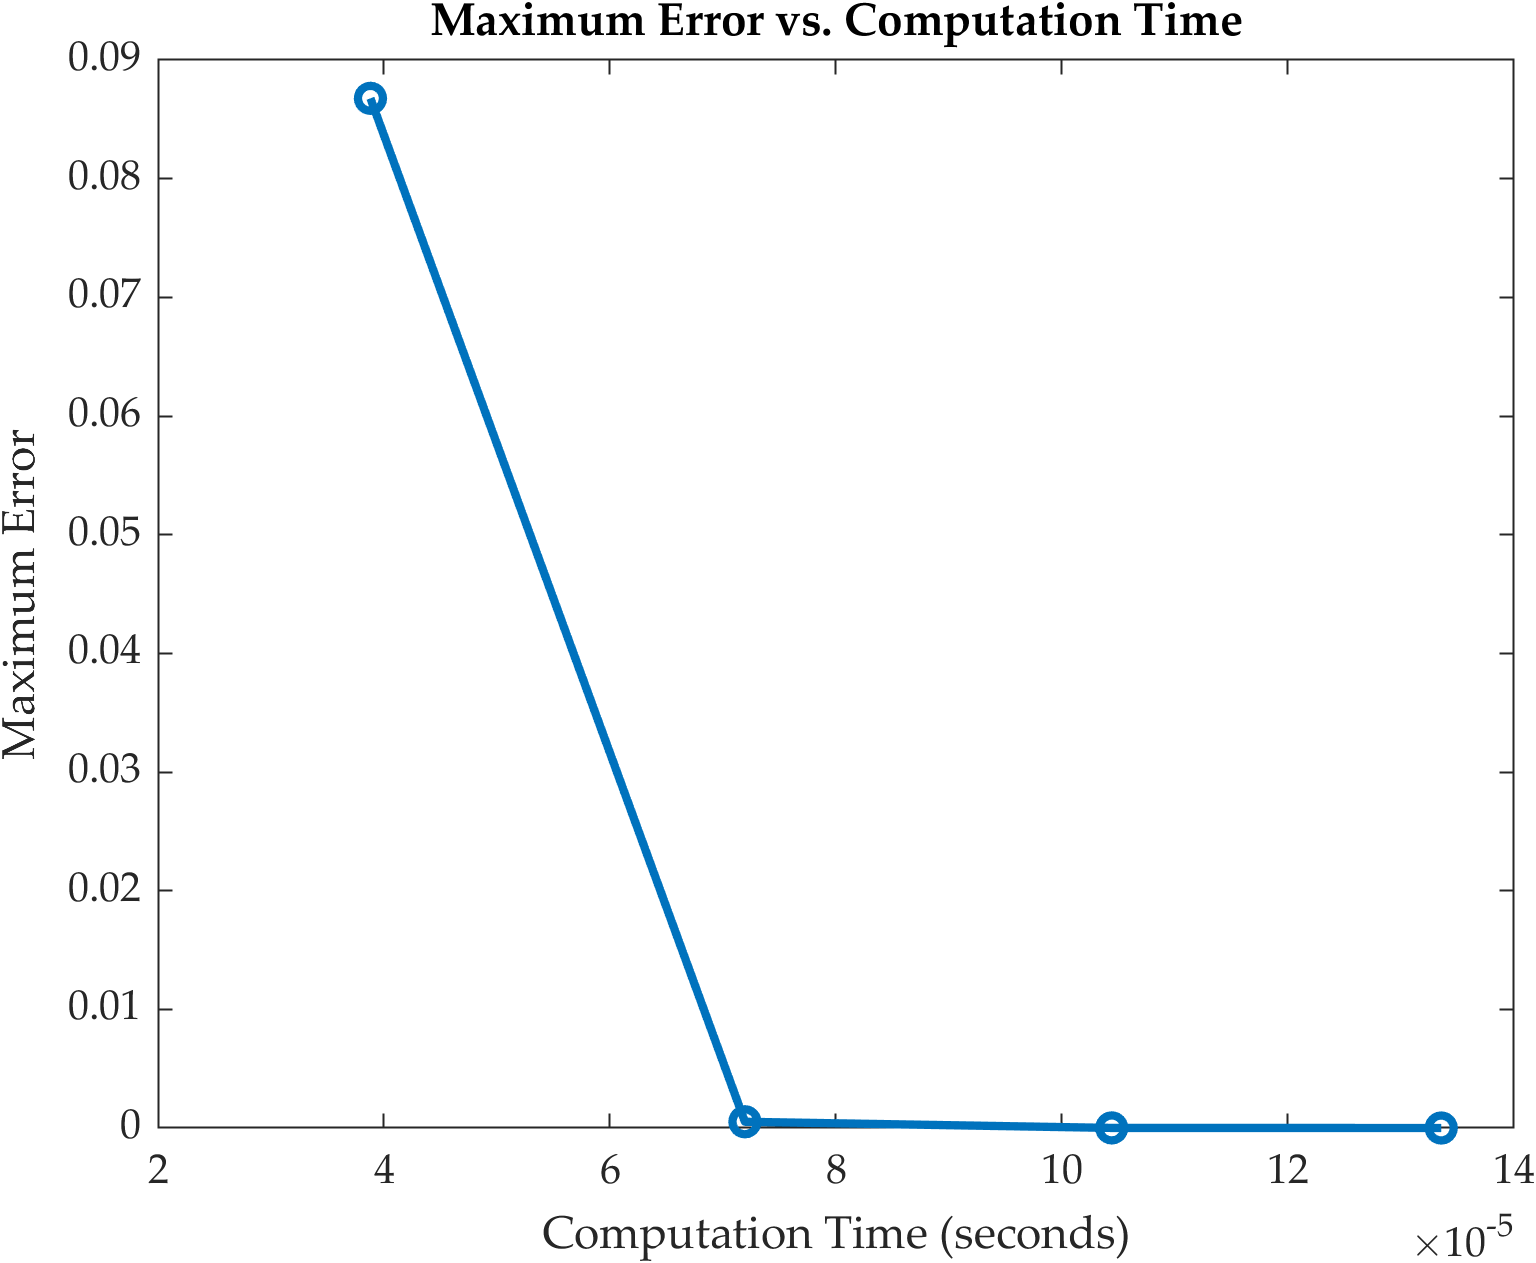 Maximum Error vs. Computation Time
0.09
0.08
0.07
0.06
0.05
0.04
0.03
0.02
0.01
0
Maximum Error
2 4 6 8 10 12 14
Computation Time (seconds)
×10⁻⁵